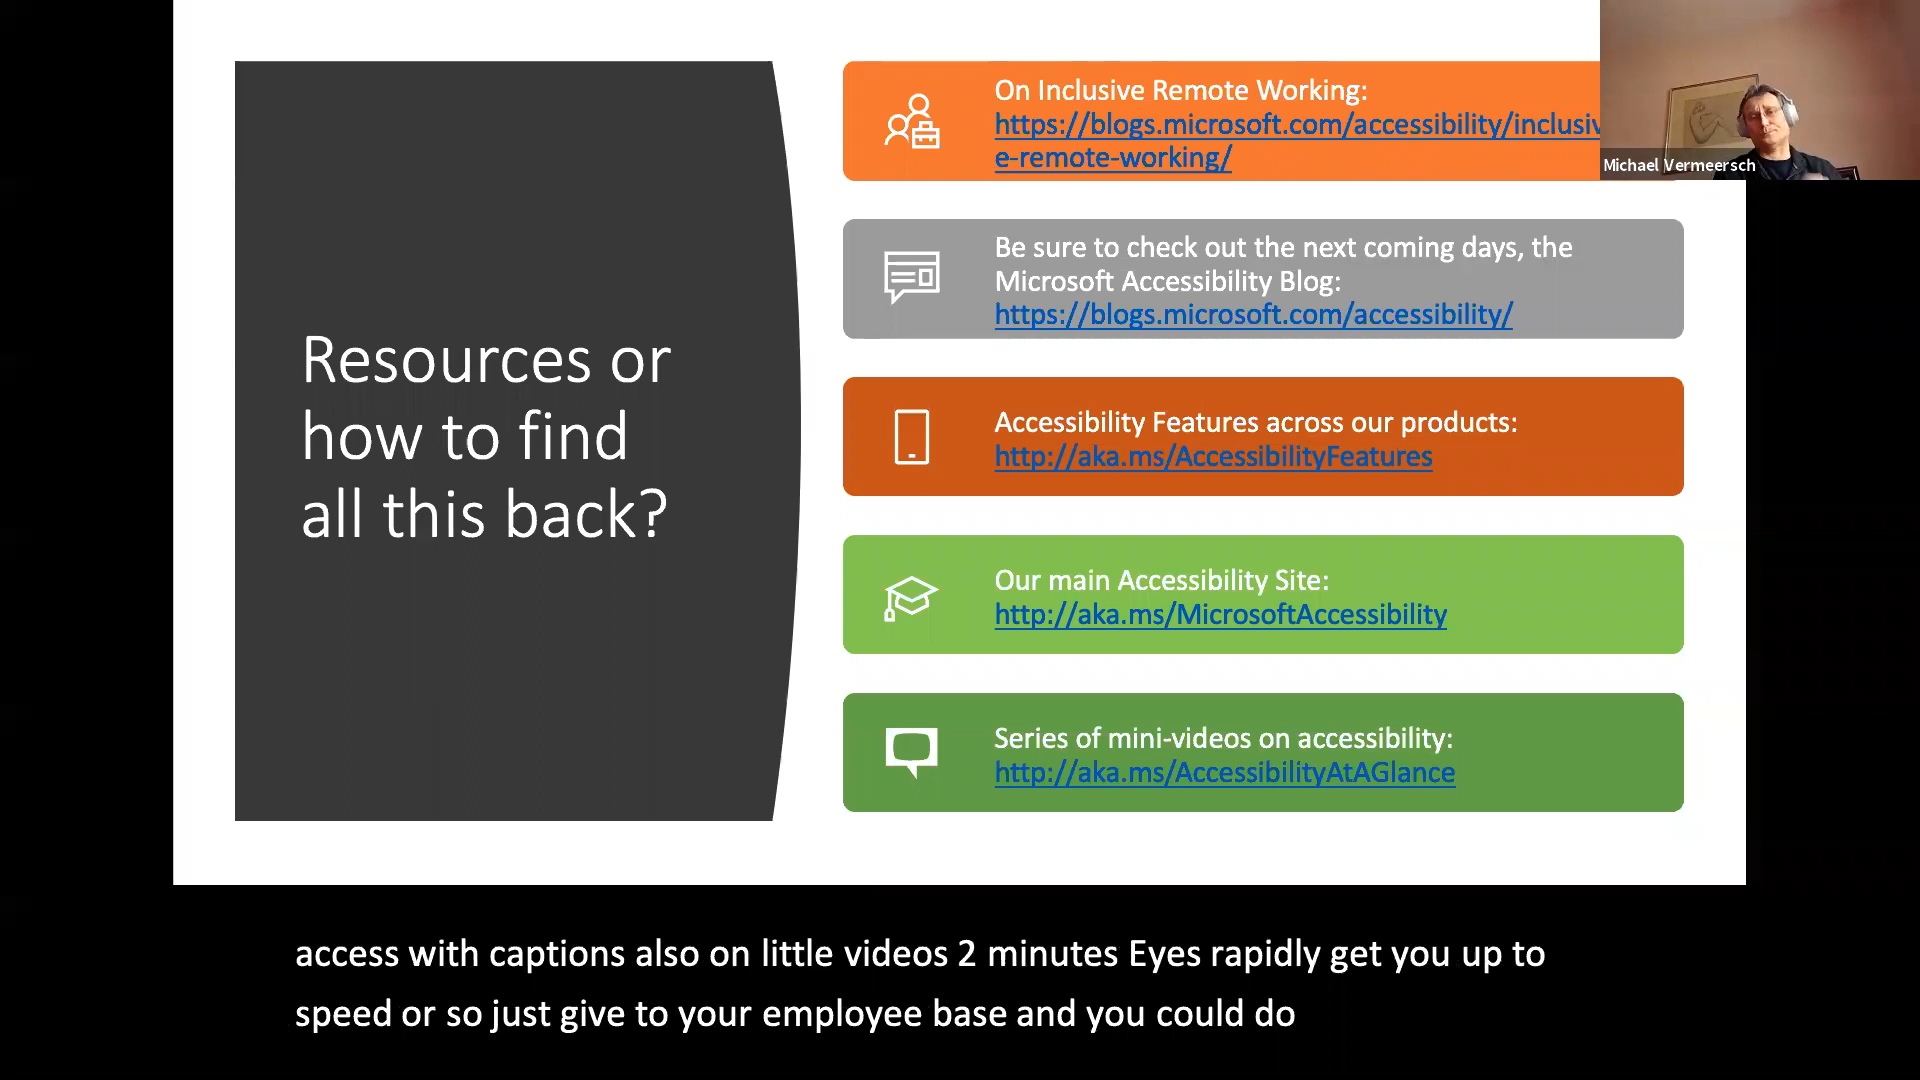 Resources or
how to find
all this back?
On Inclusive Remote Working:
https://blogs.microsoft.com/accessibility/inclusiv
e-remote-working/
Be sure to check out the next coming days, the
Microsoft Accessibility Blog:
https://blogs.microsoft.com/accessibility/
Accessibility Features across our products:
http://aka.ms/AccessibilityFeatures
Our main Accessibility Site:
http://aka.ms/MicrosoftAccessibility
Series of mini-videos on accessibility:
http://aka.ms/AccessibilityAtAGlance
Michael Vermeersch
access with captions also on little videos 2 minutes Eyes rapidly get you up to
speed or so just give to your employee base and you could do